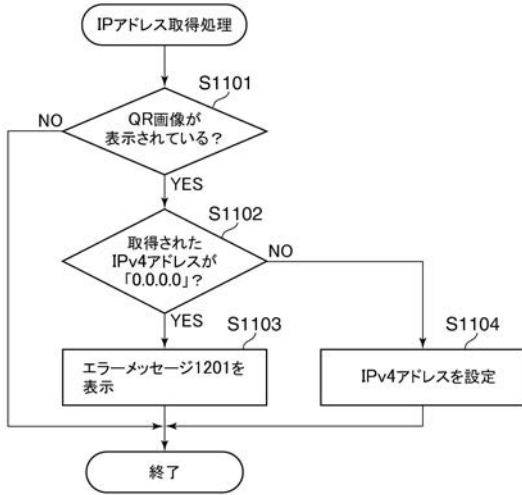 IPアドレス取得処理
S1101
QR画像が
表示されている？
NO
YES
S1102
取得された
IPv4アドレスが
「0.0.0.0」？
NO
YES
S1103
エラーメッセージ1201を
表示
S1104
IPv4アドレスを設定
終了